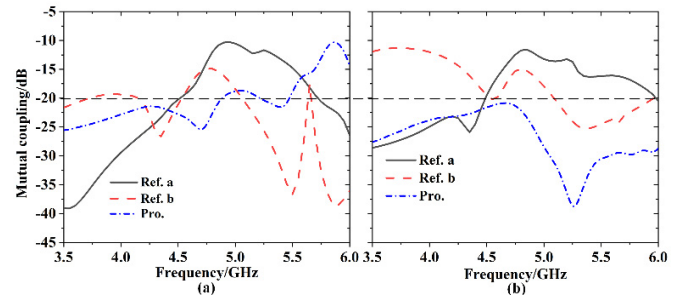 Mutual coupling/dB
-5
-10
-15
-20
-25
-30
-35
-40
-45
Ref. a
Ref. b
Pro.
3.5 4.0 4.5 5.0 5.5 6.0
Frequency/GHz
(a)
Ref. a
Ref. b
Pro.
3.5 4.0 4.5 5.0 5.5 6.0
Frequency/GHz
(b)